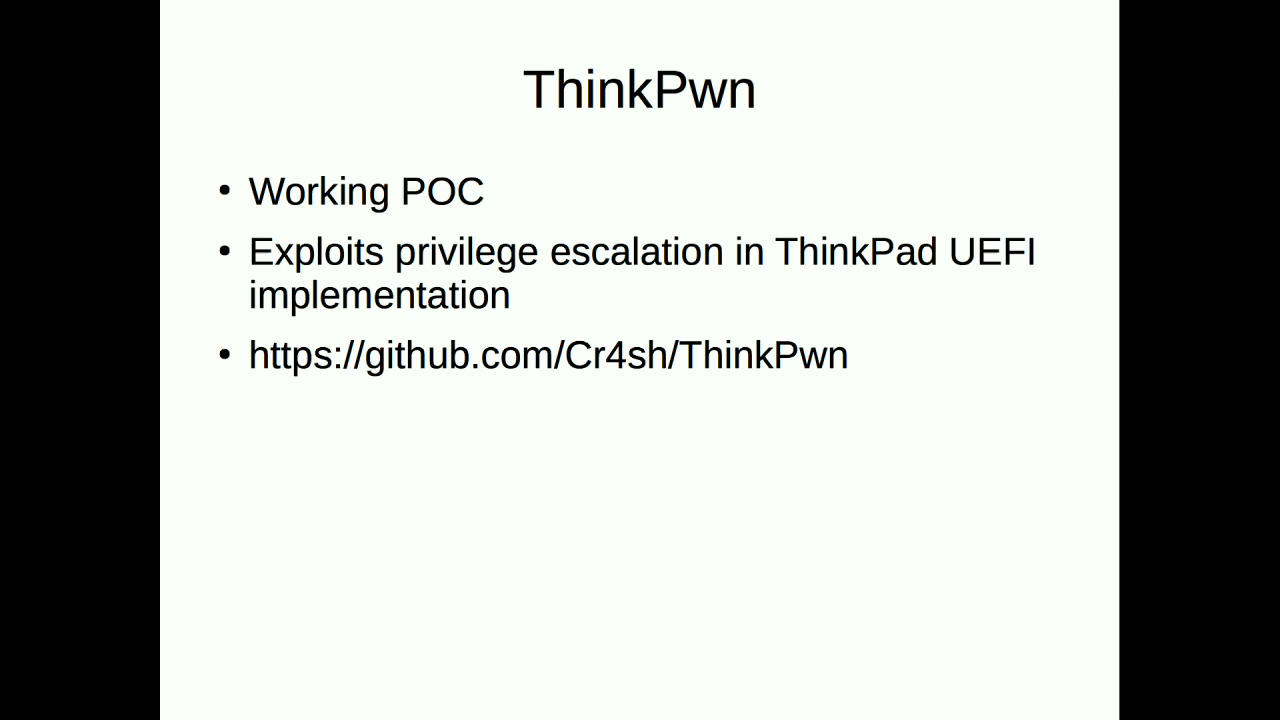 ThinkPwn
• Working POC
• Exploits privilege escalation in ThinkPad UEFI
implementation
• https://github.com/Cr4sh/ThinkPwn